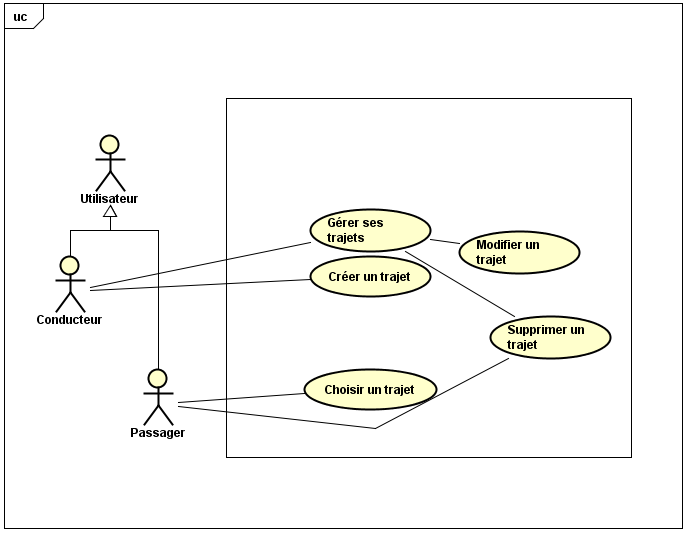 uc
Utilisateur
Gérer ses
trajets
Modifier un
trajet
Créer un trajet
Conducteur
Supprimer un
trajet
Choisir un trajet
Passager